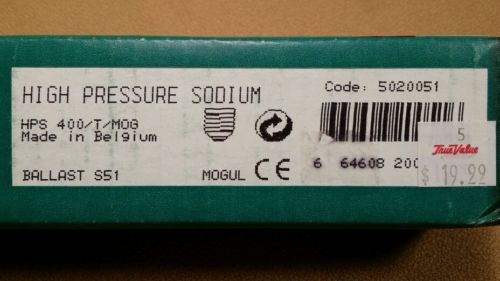 HIGH PRESSURE SODIUM
Code: 5020051
HPS 400/T/MOG
Made in Belgium
BALLAST S51
MOGUL CE
6 64608 200
5
True Value
$ 19.22